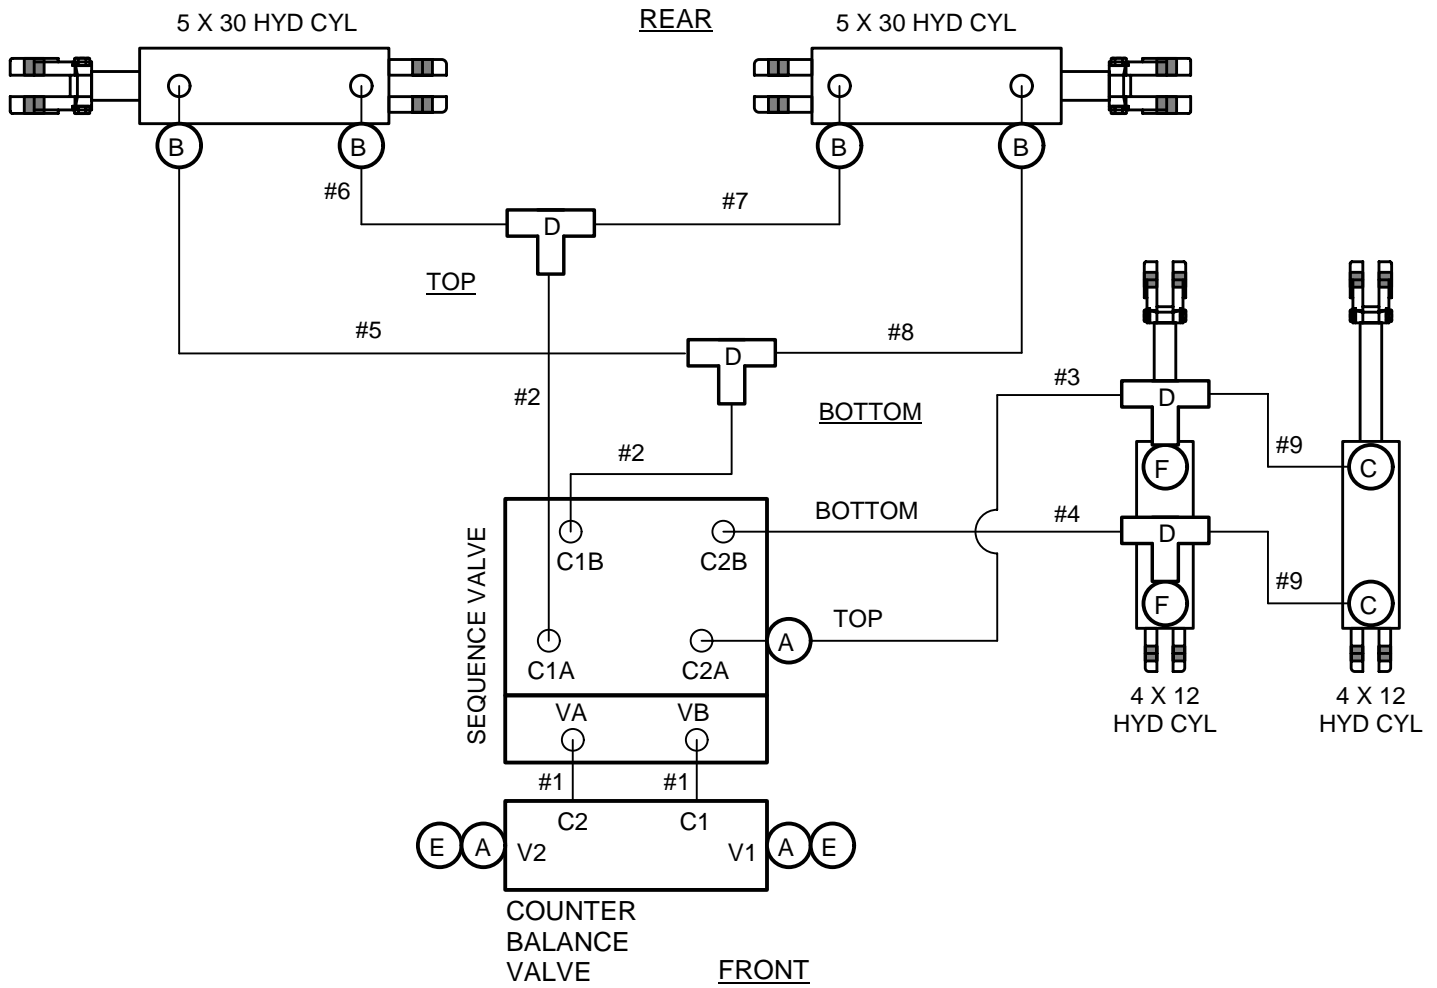 REAR
5 X 30 HYD CYL
5 X 30 HYD CYL
B
B
B
B
#6
#7
D
TOP
#5
#8
D
#2
#3
D
BOTTOM
#2
#9
F
C
BOTTOM
#4
D
C1B
C2B
#9
F
C
TOP
A
C1A
C2A
SEQUENCE VALVE
4 X 12
HYD CYL
4 X 12
HYD CYL
VA
VB
#1
#1
C2
C1
E
A
V2
V1
A
E
COUNTER
BALANCE
VALVE
FRONT